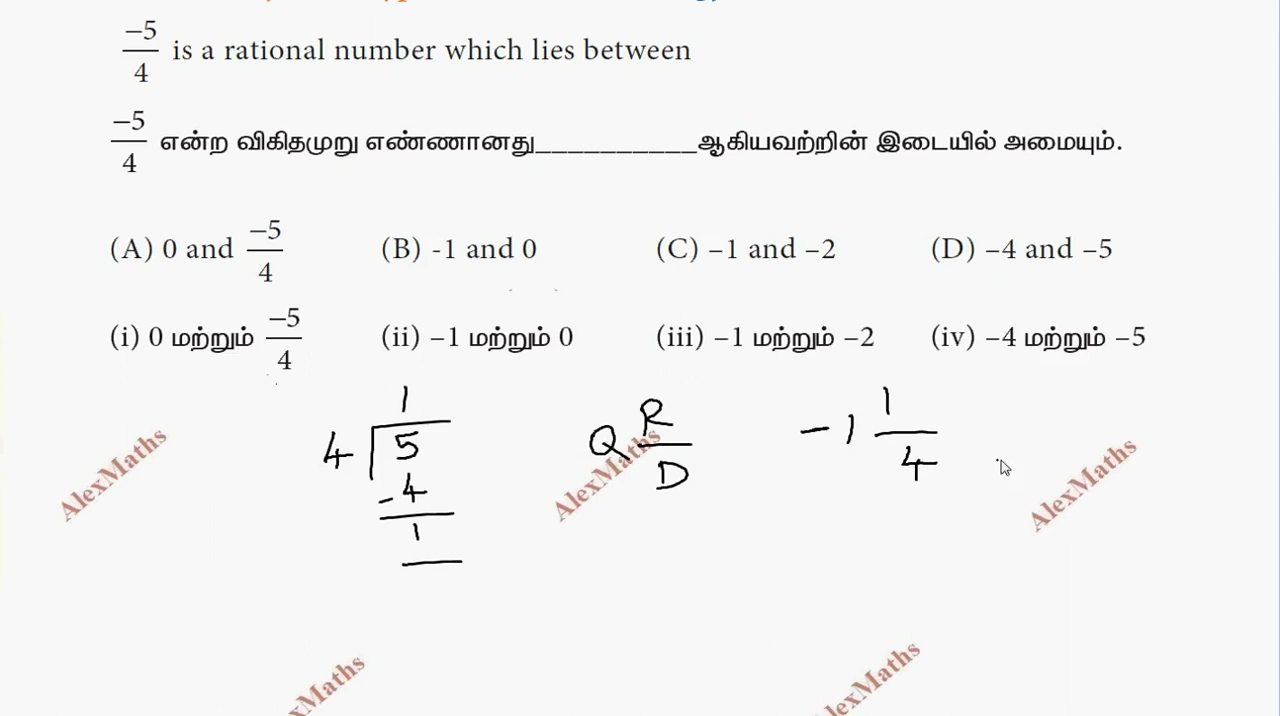 -5/4 is a rational number which lies between
-5/4 என்ற விகிதமுறு எண்ணானது__________ஆகியவற்றின் இடையில் அமையும்.
(A) 0 and -5/4 (B) -1 and 0 (C) –1 and –2 (D) –4 and –5
(i) 0 மற்றும் -5/4 (ii) –1 மற்றும் 0 (iii) –1 மற்றும் –2 (iv) –4 மற்றும் –5
1
4 5
-4
1
Q R/D
-1 1/4
AlexMaths AlexMaths AlexMaths
AlexMaths AlexMaths